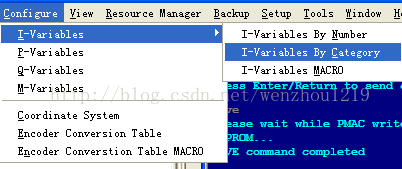 Configure View Resource Manager Backup Setup Tools Window
I-Variables
P-Variables
Q-Variables
M-Variables
Coordinate System
Encoder Conversion Table
Encoder Converstion Table MACRO
I-Variables By Number
I-Variables By Category
I-Variables MACRO
ess Enter/Return to send
ve
ease wait while PMAC write
PROM...
VE command completed
http://blog.csdn.net/wenzhou1219